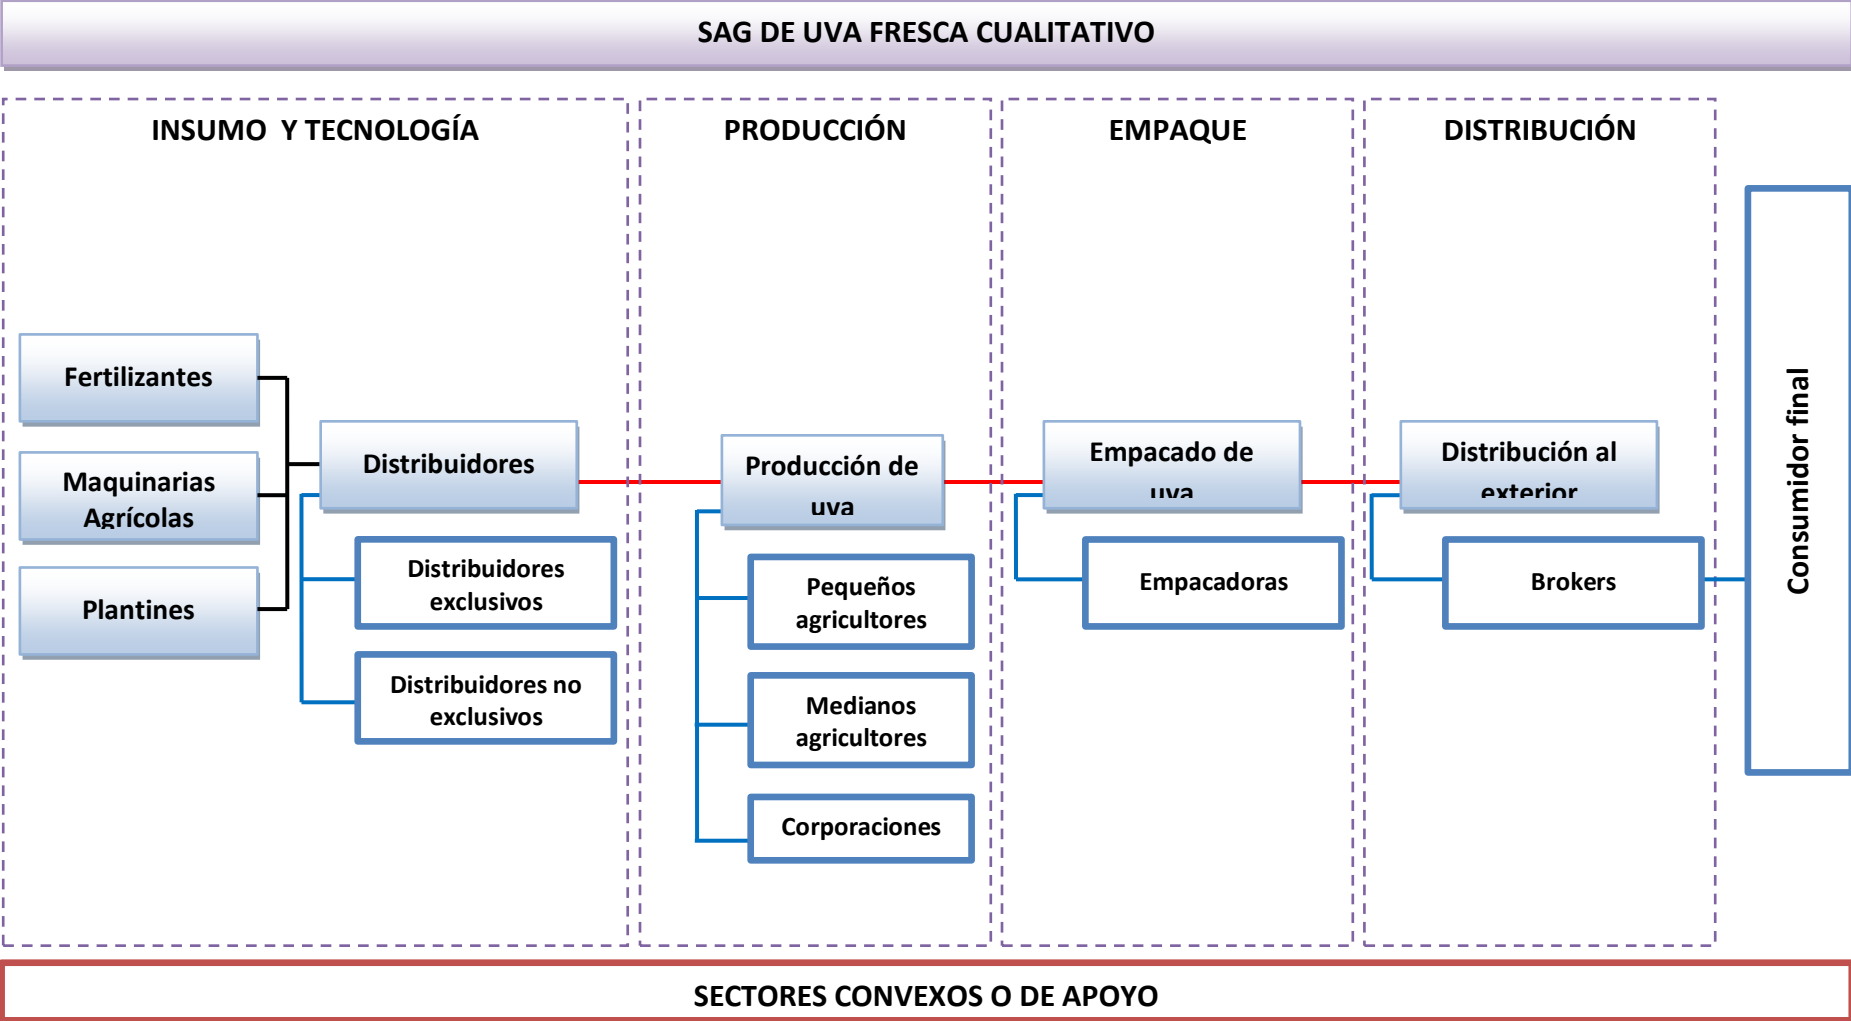 SAG DE UVA FRESCA CUALITATIVO
INSUMO Y TECNOLOGÍA
PRODUCCIÓN
EMPAQUE
DISTRIBUCIÓN
Fertilizantes
Maquinarias
Agrícolas
Plantines
Distribuidores
Distribuidores
exclusivos
Distribuidores no
exclusivos
Producción de
uva
Pequeños
agricultores
Medianos
agricultores
Corporaciones
Empacado de
uva
Empacadoras
Distribución al
exterior
Brokers
Consumidor final
SECTORES CONVEXOS O DE APOYO